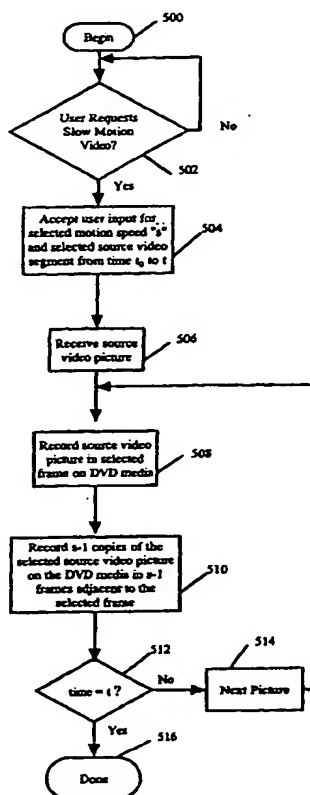 Begin
500
User Requests
Slow Motion
Video?
No
502
Yes
Accept user input for
selected motion speed "s"
and selected source video
segment from time t0 to t
504
Receive source
video picture
506
Record source video
picture in selected
frame on DVD media
508
Record s-1 copies of the
selected source video picture
on the DVD media in s-1
frames adjacent to the
selected frame
510
512
time = t ?
No
514
Next Picture
Yes
516
Done